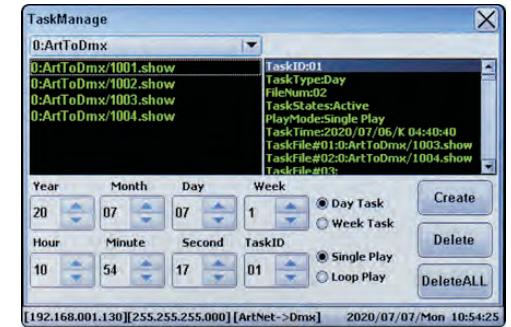 TaskManage
0:ArtToDmx
0:ArtToDmx/1001.show
0:ArtToDmx/1002.show
0:ArtToDmx/1003.show
0:ArtToDmx/1004.show
TaskID:01
TaskType:Day
FileNum:02
TaskStates:Active
PlayMode:Single Play
TaskTime:2020/07/06/K 04:40:40
TaskFile#01:0:ArtToDmx/1003.show
TaskFile#02:0:ArtToDmx/1004.show
TaskFile#03:
Year Month Day Week
20 07 07 1
Day Task
Week Task
Create
Hour Minute Second TaskID
10 54 17 01
Single Play
Loop Play
Delete
DeleteALL
[192.168.001.130][255.255.255.000][ArtNet->Dmx] 2020/07/07/Mon 10:54:25